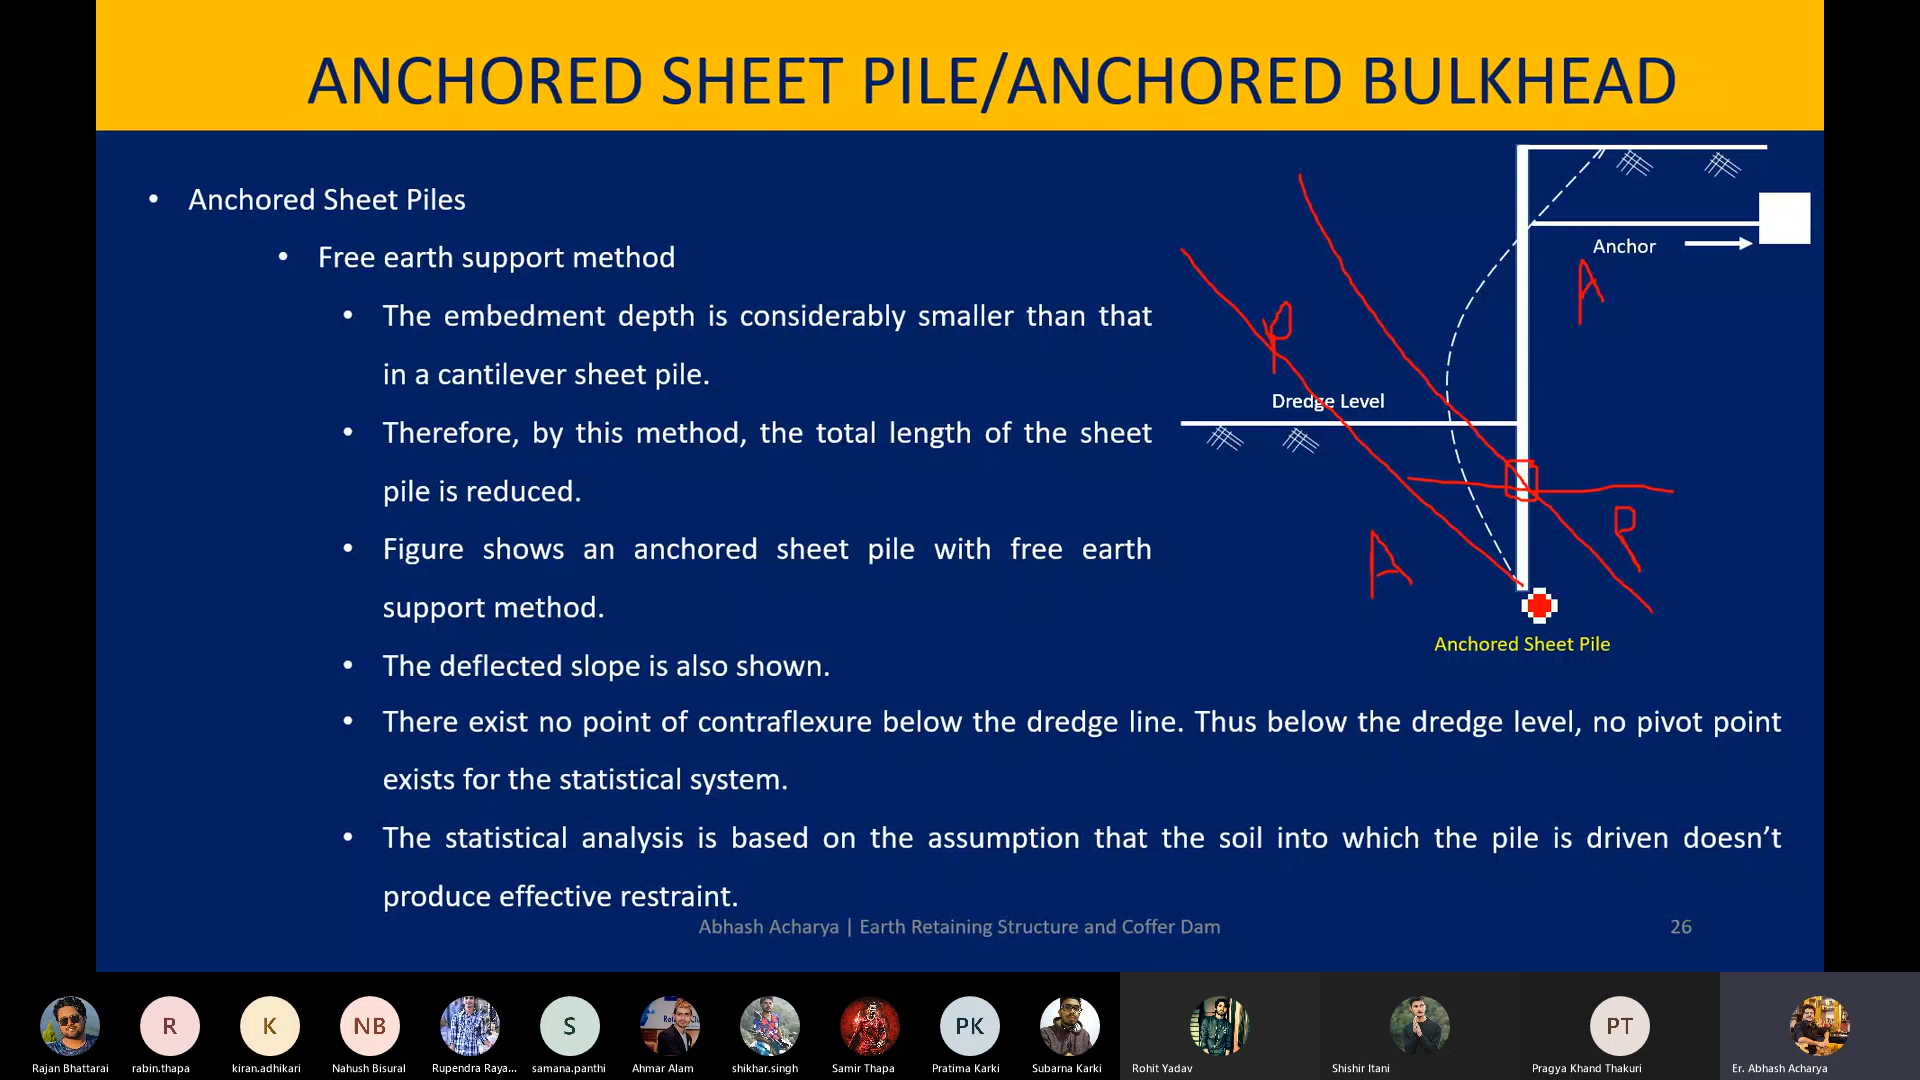 ANCHORED SHEET PILE/ANCHORED BULKHEAD
• Anchored Sheet Piles
• Free earth support method
• The embedment depth is considerably smaller than that
in a cantilever sheet pile.
• Therefore, by this method, the total length of the sheet
pile is reduced.
• Figure shows an anchored sheet pile with free earth
support method.
• The deflected slope is also shown.
• There exist no point of contraflexure below the dredge line. Thus below the dredge level, no pivot point
exists for the statistical system.
• The statistical analysis is based on the assumption that the soil into which the pile is driven doesn’t
produce effective restraint.
Anchor
A
P
Dredge Level
R
A
Anchored Sheet Pile
Abhash Acharya | Earth Retaining Structure and Coffer Dam
26
R
K
NB
S
PK
PT
Rajan Bhattarai
rabin.thapa
kiran.adhikari
Nahush Bisural
Rupendra Raya...
samana.panthi
Ahmar Alam
shikhar.singh
Samir Thapa
Pratima Karki
Subarna Karki
Rohit Yadav
Shishir Itani
Pragya Khand Thakuri
Er. Abhash Acharya